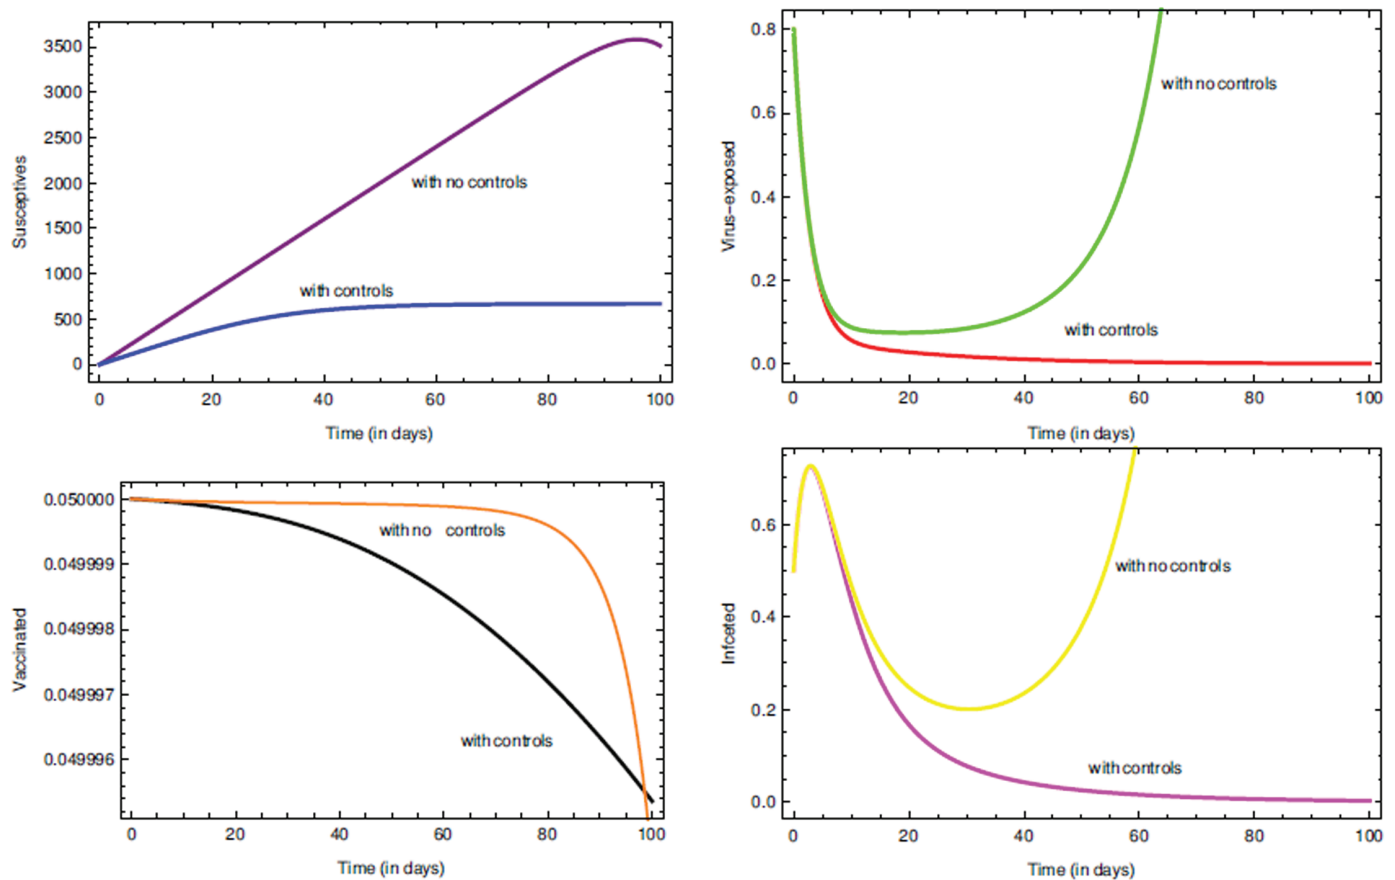 3500
3000
2500
2000
1500
1000
500
0
Susceptives
with no controls
with controls
0 20 40 60 80 100
Time (in days)
0.8
0.6
0.4
0.2
0.0
Virus-exposed
with no controls
with controls
0 20 40 60 80 100
Time (in days)
0.050000
0.049999
0.049998
0.049997
0.049996
Vaccinated
with no controls
with controls
0 20 40 60 80 100
Time (in days)
0.6
0.4
0.2
0.0
Infceted
with no controls
with controls
0 20 40 60 80 100
Time (in days)